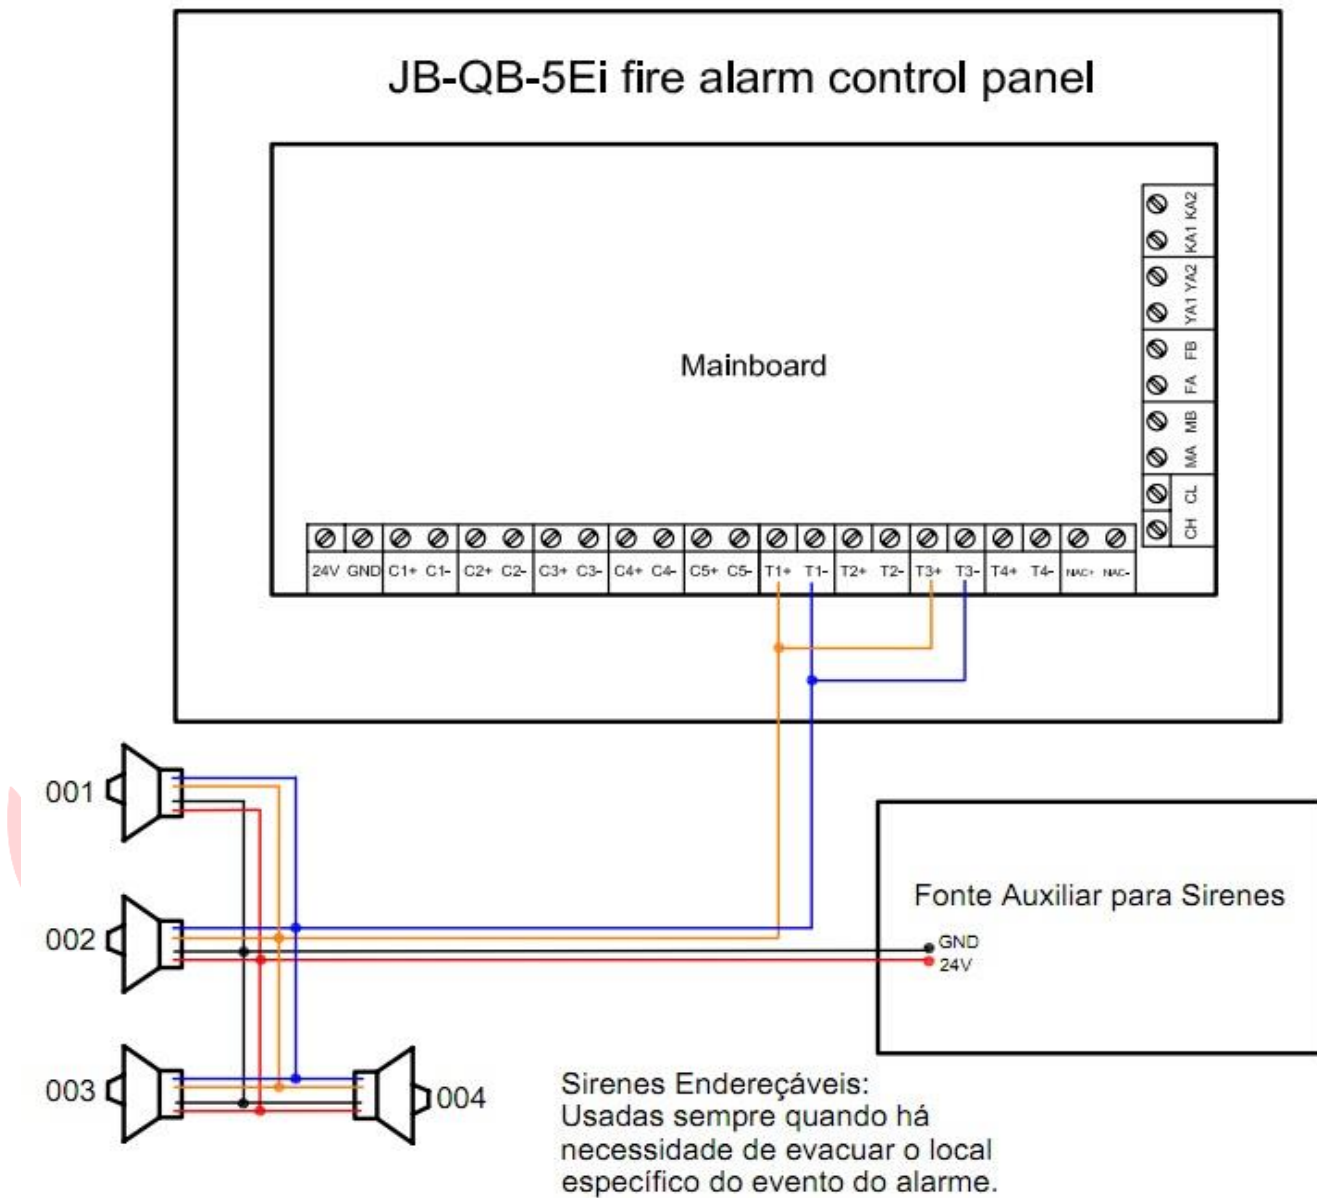 JB-QB-5Ei fire alarm control panel
KA2
KA1
YA2
YA1
FB
FA
MB
MA
CL
CH
Mainboard
24V GND C1+ C1- C2+ C2- C3+ C3- C4+ C4- C5+ C5- T1+ T1- T2+ T2- T3+ T3- T4+ T4- NAC+ NAC-
001
002
003
004
Fonte Auxiliar para Sirenes
GND
24V
Sirenes Endereçáveis:
Usadas sempre quando há
necessidade de evacuar o local
específico do evento do alarme.